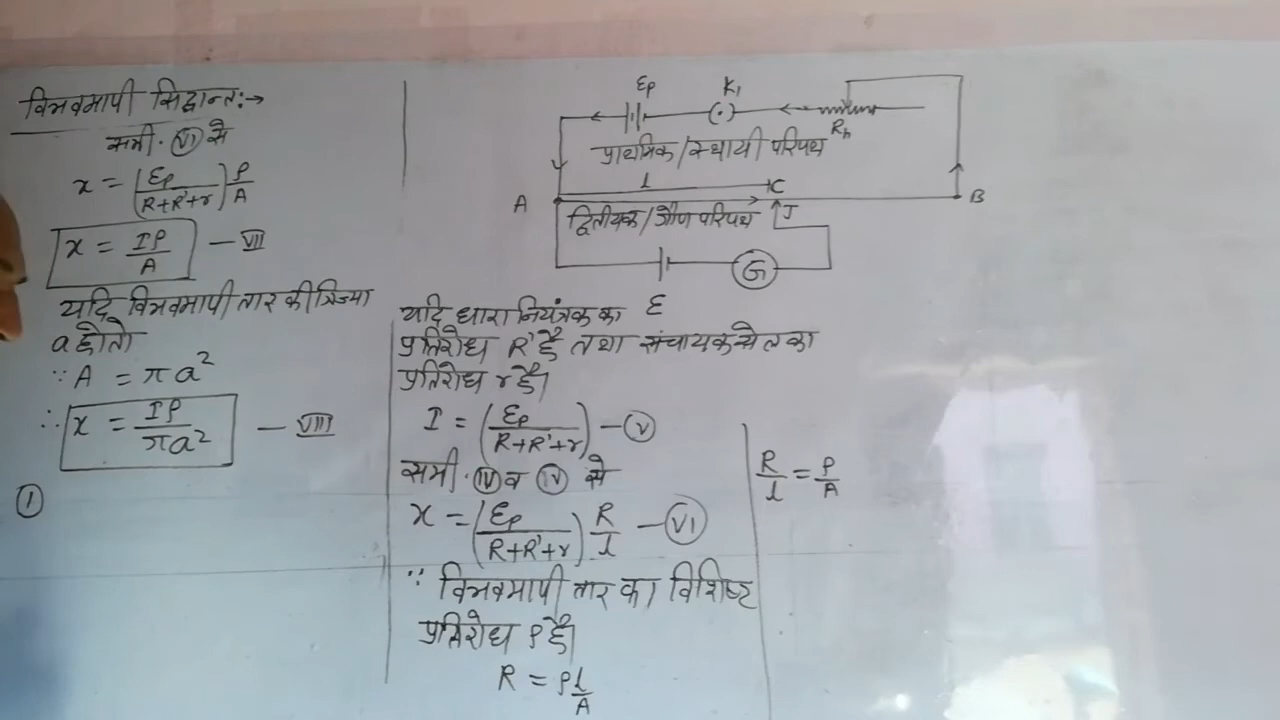 विभवमापी सिद्धान्त:→
समी. (VI) से
x = (Ep / R+R'+r) ρ/A
x = Iρ/A — VII
यदि विभवमापी तार की त्रिज्या
a हो तो
∵ A = πa²
∴ x = Iρ/πa² — VIII
①
Ep K1
Rh
प्राथमिक/स्थायी परिपथ
l C
A B
द्वितीयक/गौण परिपथ J
G
ε
यदि धारा नियंत्रक का
प्रतिरोध R' है तथा संचायक सेल का
प्रतिरोध r है।
I = (Ep / R+R'+r) — (V)
समी. (IV) व (IV) से
x = (Ep / R+R'+r) R/l — (VI)
∵ विभवमापी तार का विशिष्ट
प्रतिरोध ρ है।
R = ρ l/A
R/l = ρ/A